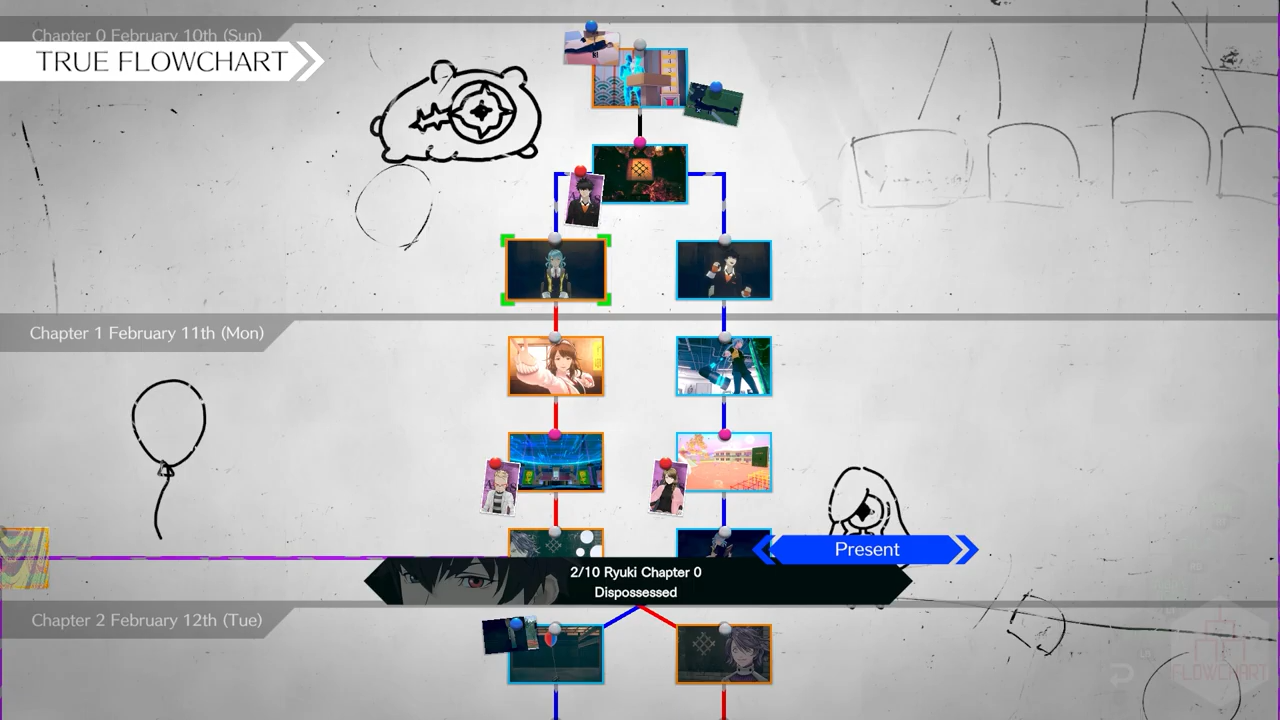 Chapter 0 February 10th (Sun)
TRUE FLOWCHART
Chapter 1 February 11th (Mon)
Present
2/10 Ryuki Chapter 0
Dispossessed
Chapter 2 February 12th (Tue)
FLOWCHART